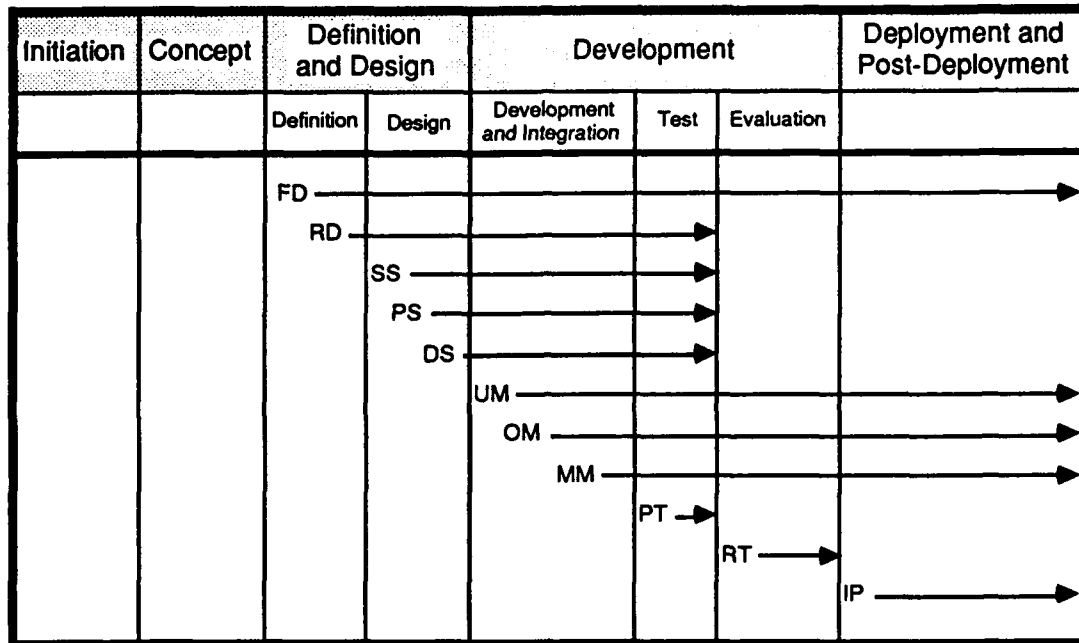 Initiation
Concept
Definition
and Design
Development
Deployment and
Post-Deployment
Definition
Design
Development
and Integration
Test
Evaluation
FD
RD
SS
PS
DS
UM
OM
MM
PT
RT
IP